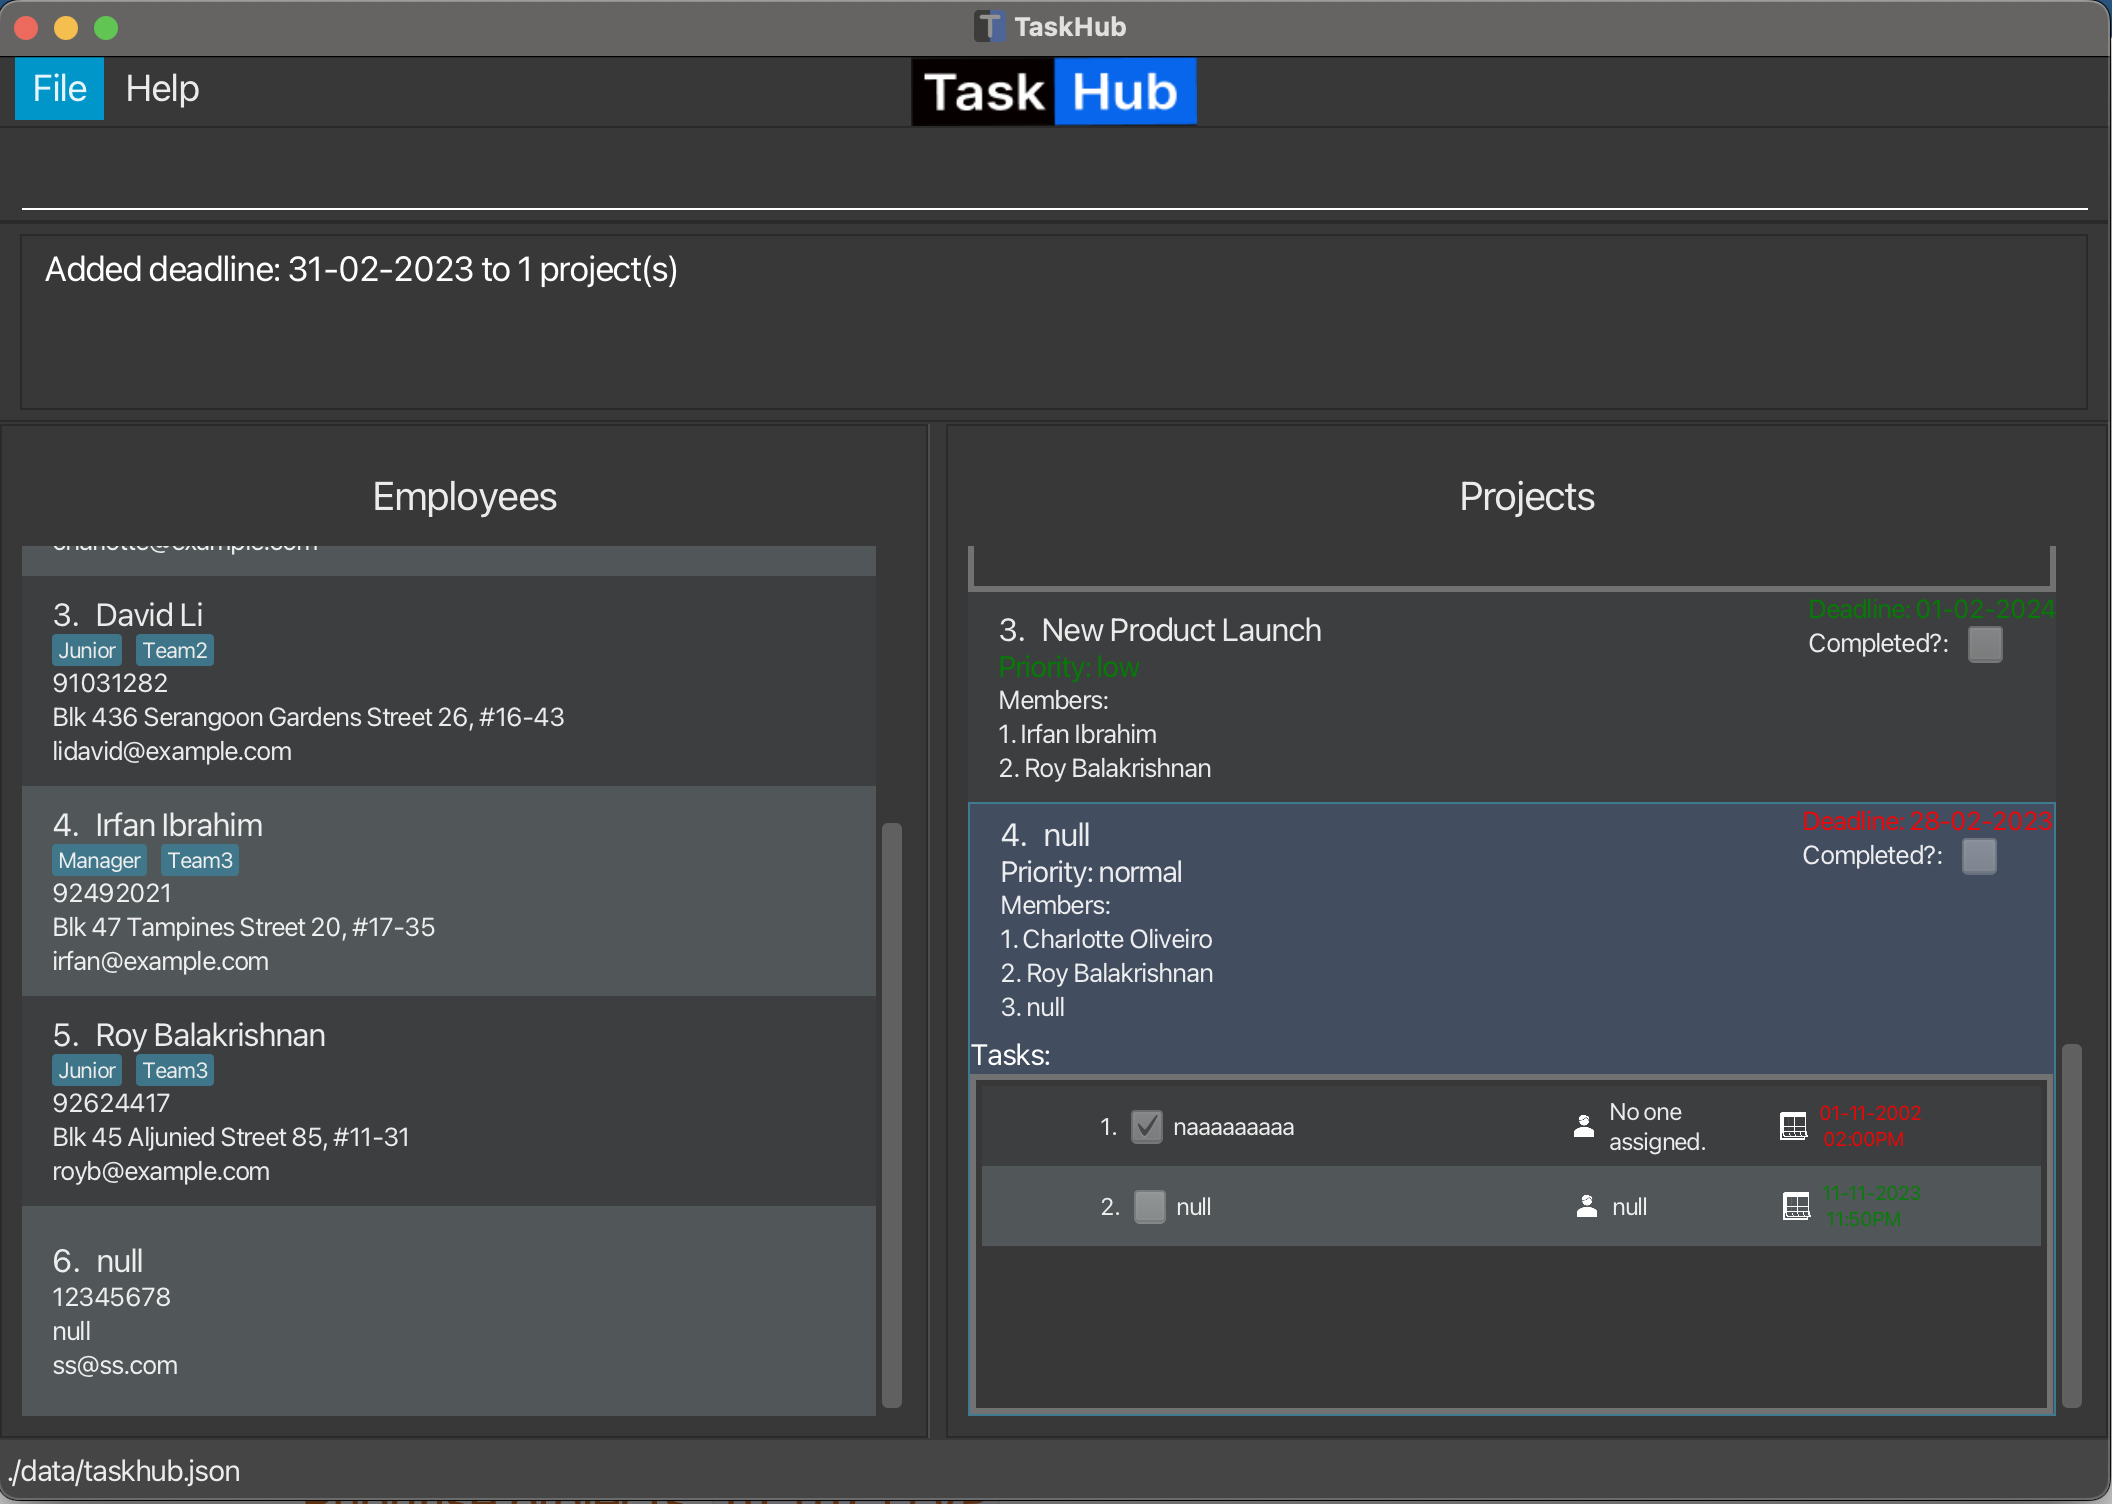 TaskHub
File Help
Task Hub
Added deadline: 31-02-2023 to 1 project(s)
Employees
charlotte@example.com
3. David Li
Junior Team2
91031282
Blk 436 Serangoon Gardens Street 26, #16-43
lidavid@example.com
4. Irfan Ibrahim
Manager Team3
92492021
Blk 47 Tampines Street 20, #17-35
irfan@example.com
5. Roy Balakrishnan
Junior Team3
92624417
Blk 45 Aljunied Street 85, #11-31
royb@example.com
6. null
12345678
null
ss@ss.com
Projects
3. New Product Launch
Deadline: 01-02-2024
Completed?:
Priority: low
Members:
1. Irfan Ibrahim
2. Roy Balakrishnan
4. null
Deadline: 28-02-2023
Completed?:
Priority: normal
Members:
1. Charlotte Oliveiro
2. Roy Balakrishnan
3. null
Tasks:
1. naaaaaaaaa
No one
assigned.
01-11-2002
02:00PM
2. null
null
11-11-2023
11:50PM
./data/taskhub.json